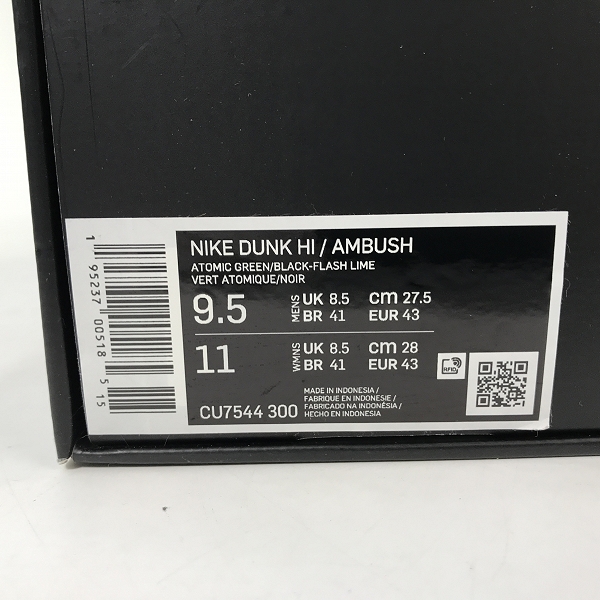 NIKE DUNK HI / AMBUSH
ATOMIC GREEN/BLACK-FLASH LIME
VERT ATOMIQUE/NOIR
9.5 MENS UK 8.5 cm 27.5
BR 41 EUR 43
11 WMNS UK 8.5 cm 28
BR 41 EUR 43
RFID
CU7544 300
MADE IN INDONESIA /
FABRIQUE EN INDONESIE /
FABRICADO NA INDONÉSIA /
HECHO EN INDONESIA
1 95237 00518 5 15